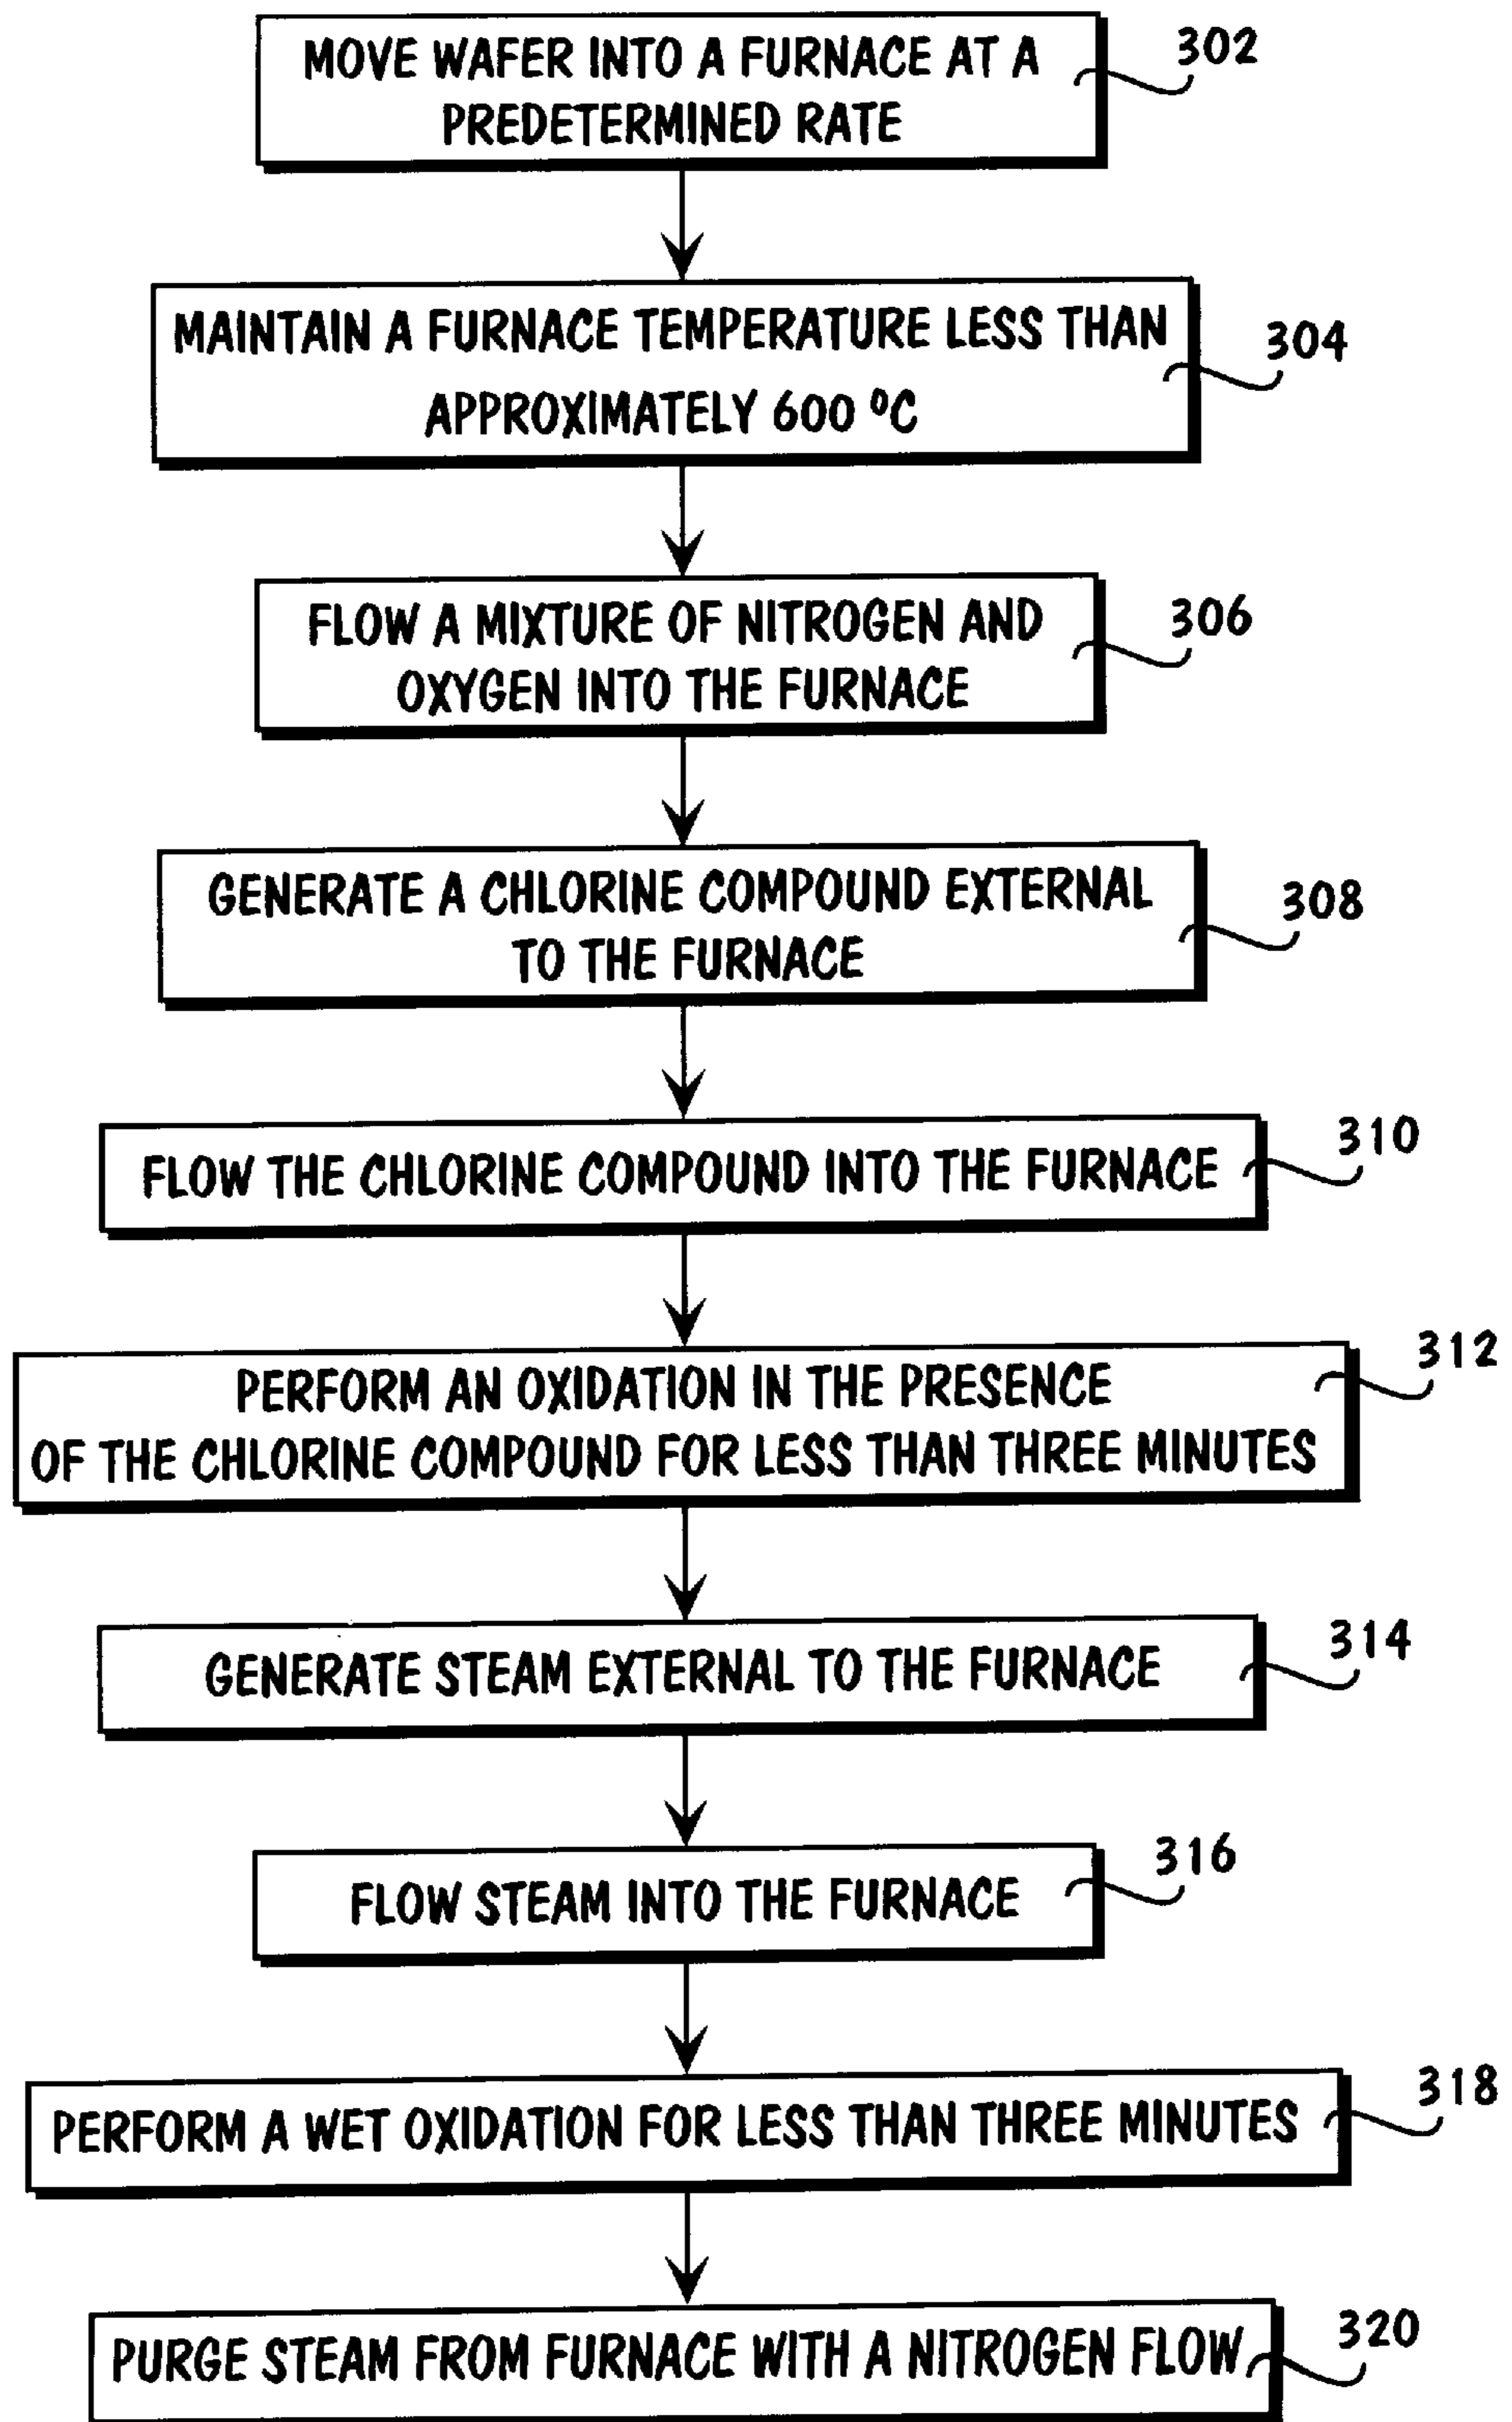 MOVE WAFER INTO A FURNACE AT A
PREDETERMINED RATE
302
MAINTAIN A FURNACE TEMPERATURE LESS THAN
APPROXIMATELY 600 ºC
304
FLOW A MIXTURE OF NITROGEN AND
OXYGEN INTO THE FURNACE
306
GENERATE A CHLORINE COMPOUND EXTERNAL
TO THE FURNACE
308
FLOW THE CHLORINE COMPOUND INTO THE FURNACE
310
PERFORM AN OXIDATION IN THE PRESENCE
OF THE CHLORINE COMPOUND FOR LESS THAN THREE MINUTES
312
GENERATE STEAM EXTERNAL TO THE FURNACE
314
FLOW STEAM INTO THE FURNACE
316
PERFORM A WET OXIDATION FOR LESS THAN THREE MINUTES
318
PURGE STEAM FROM FURNACE WITH A NITROGEN FLOW
320